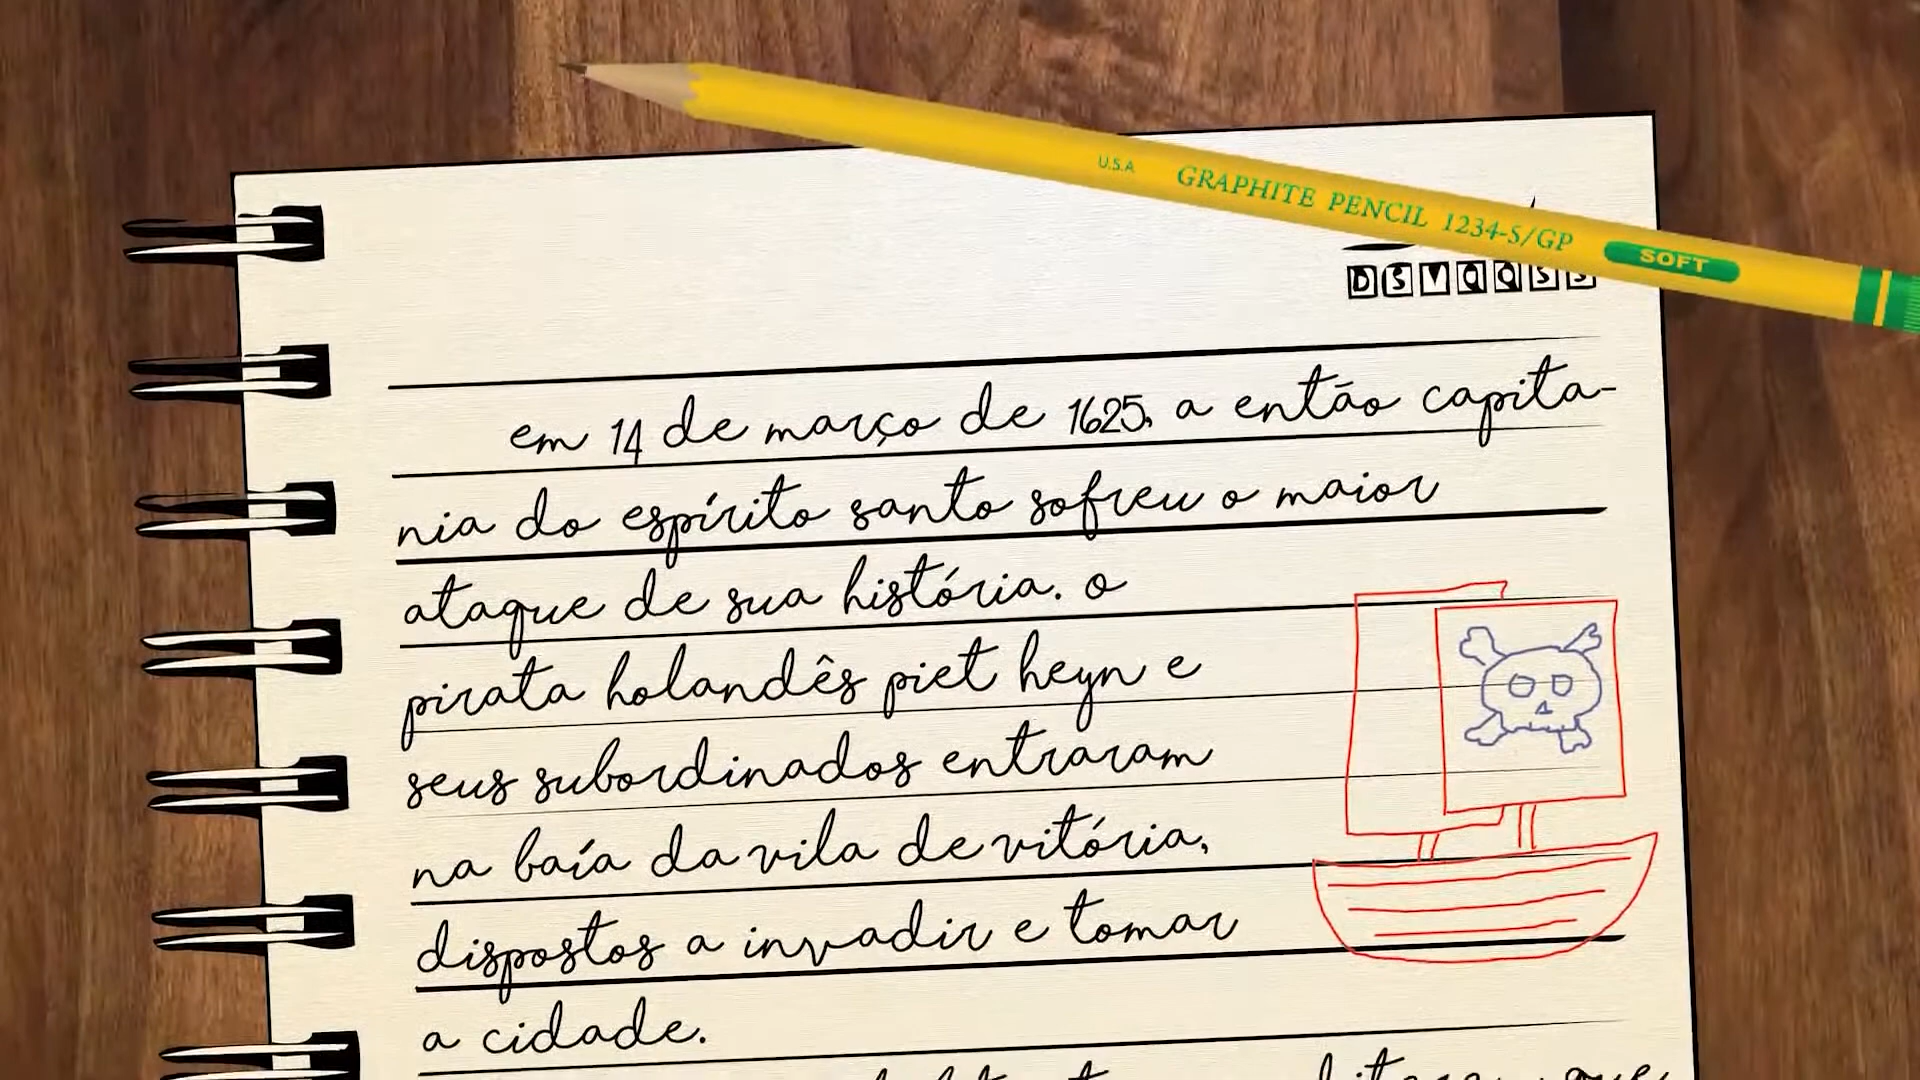 U.S.A GRAPHITE PENCIL 1234-S/GP SOFT
em 14 de março de 1625, a então capita-
nia do espírito santo sofreu o maior
ataque de sua história. o
pirata holandês piet heyn e
seus subordinados entraram
na baía da vila de vitória,
dispostos a invadir e tomar
a cidade.